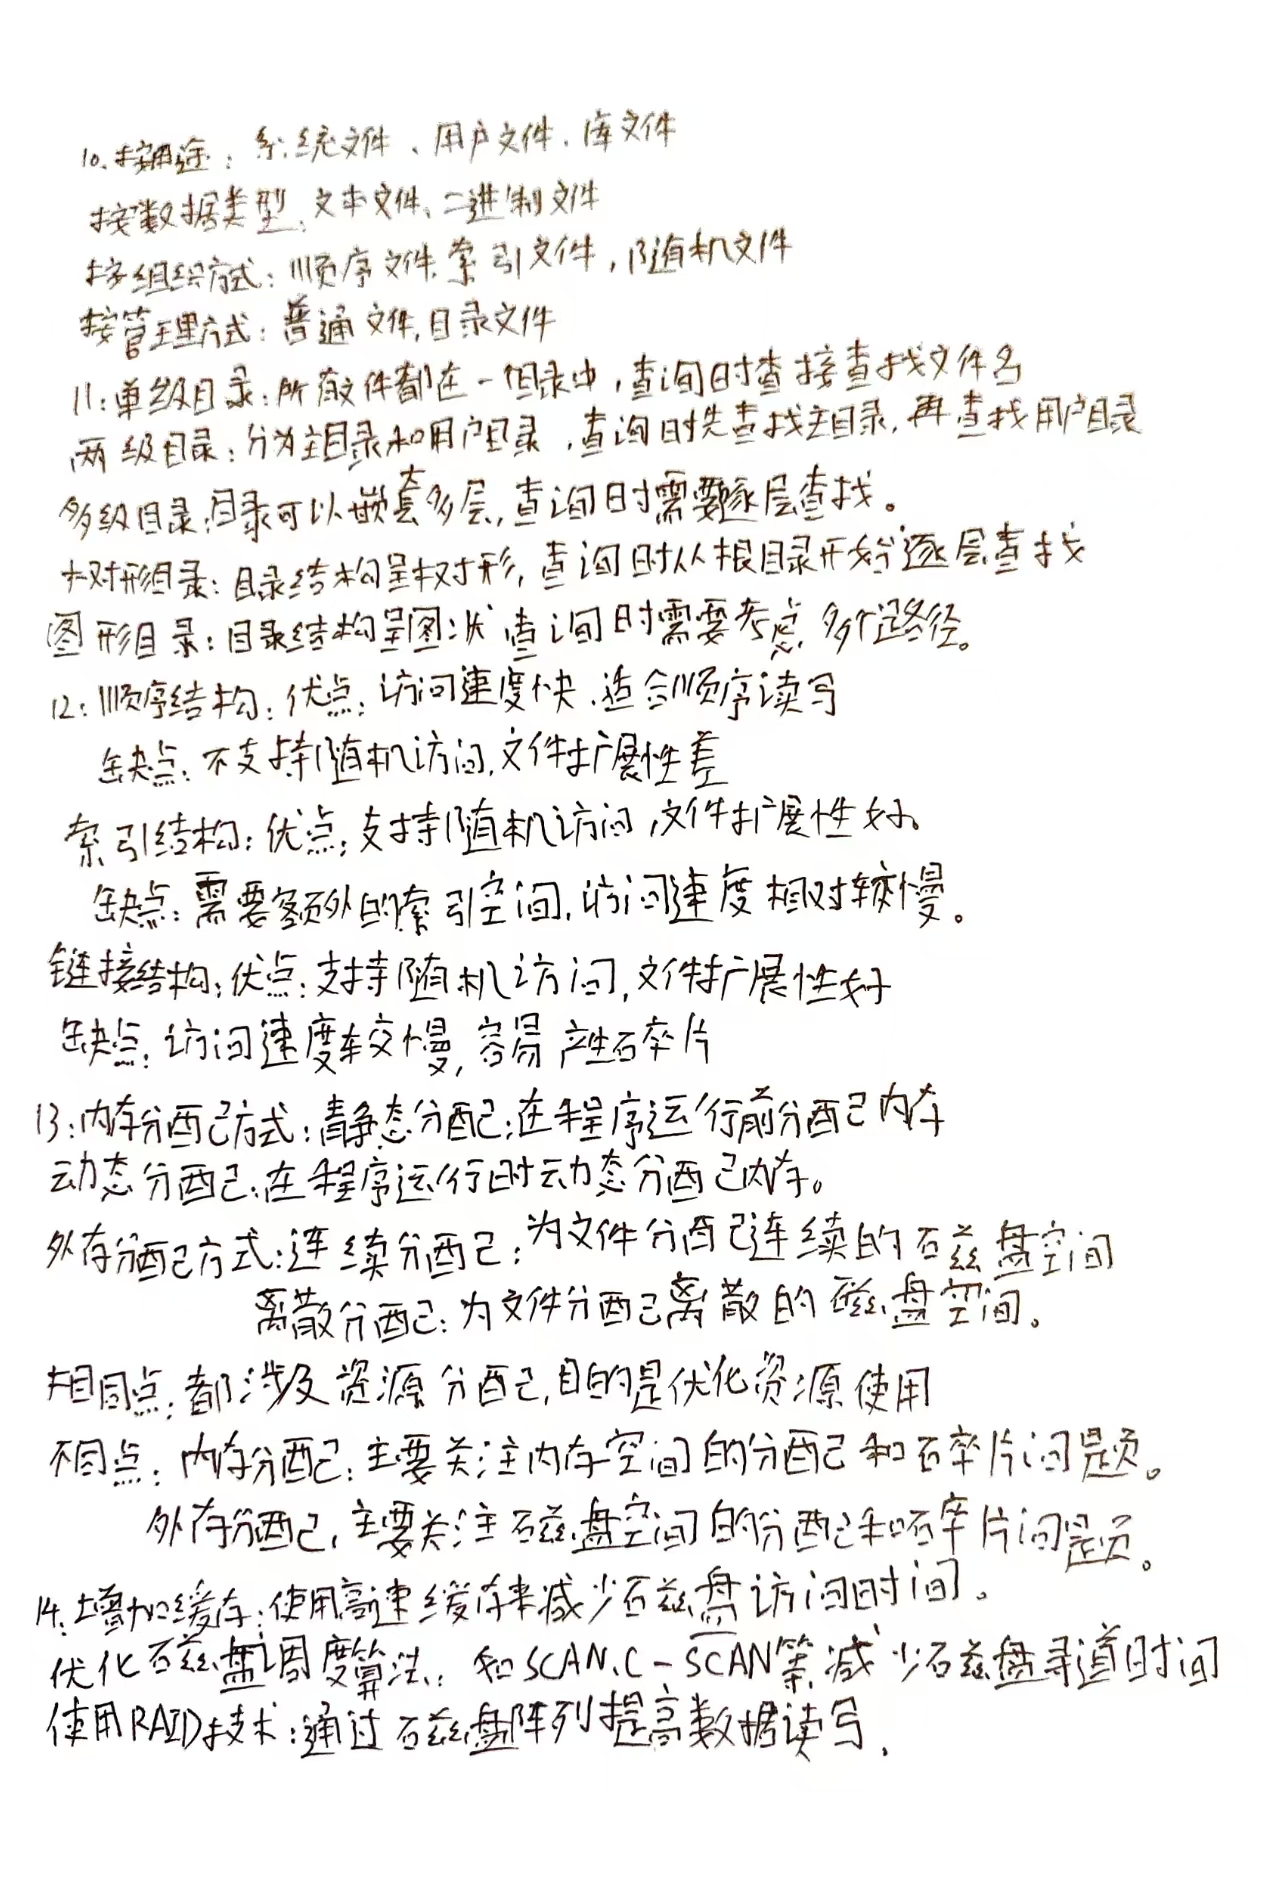 10.按用途:系统文件、用户文件、库文件
按数据类型:文本文件、二进制文件
按组织方式:顺序文件.索引文件,随机文件
按管理方式:普通文件,目录文件
11:单级目录:所有文件都在一个目录中,查询时查接查找文件名
两级目录:分为主目录和用户目录,查询时先查找主目录,再查找用户目录
多级目录:目录可以嵌套多层,查询时需要逐层查找。
树形目录:目录结构呈树形,查询时从根目录开始逐层查找
图形目录:目录结构呈图状 查询时需要考虑多个路径。
12:顺序结构:优点:访问速度快.适合顺序读写
缺点:不支持随机访问,文件扩展性差
索引结构:优点:支持随机访问,文件扩展性好。
缺点:需要额外的索引空间,访问速度相对较慢。
链接结构:优点:支持随机访问,文件扩展性好
缺点:访问速度较慢,容易产生碎片
13:内存分配方式:静态分配:在程序运行前分配内存
动态分配:在程序运行时动态分配内存。
外存分配方式:连续分配:为文件分配连续的磁盘空间
离散分配:为文件分配离散的磁盘空间。
相同点:都涉及资源分配,目的是优化资源使用
不同点:内存分配:主要关注内存空间的分配和碎片问题。
外存分配,主要关注磁盘空间的分配和碎片问题。
14:增加缓存:使用高速缓存来减少磁盘访问时间。
优化磁盘调度算法:如SCAN、C-SCAN等,减少磁盘寻道时间
使用RAID技术:通过磁盘阵列提高数据读写.